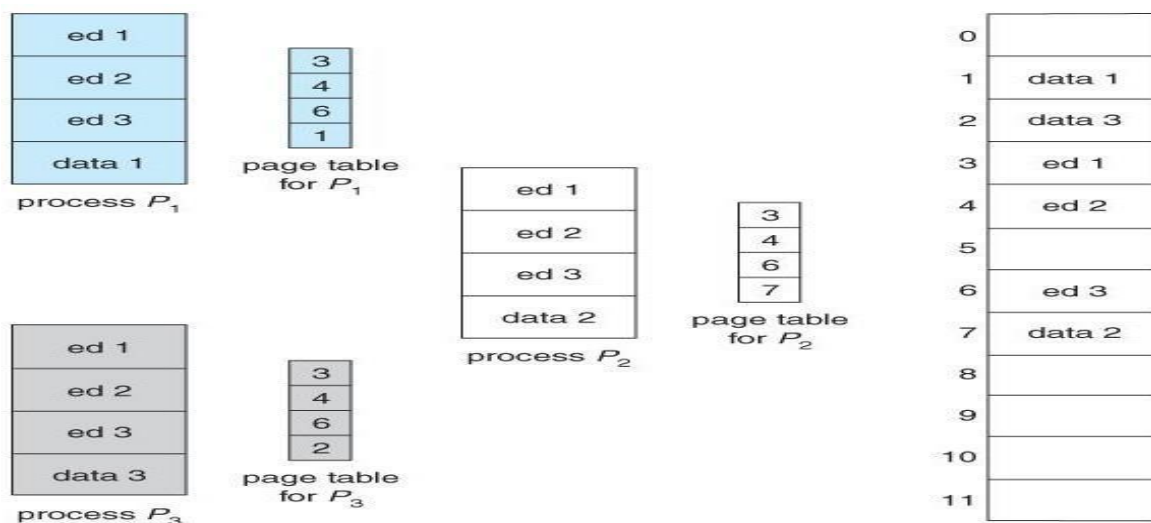 ed 1
ed 2
ed 3
data 1
process P1
3
4
6
1
page table
for P1
ed 1
ed 2
ed 3
data 2
process P2
3
4
6
7
page table
for P2
ed 1
ed 2
ed 3
data 3
process P3
3
4
6
2
page table
for P3
0
1 data 1
2 data 3
3 ed 1
4 ed 2
5
6 ed 3
7 data 2
8
9
10
11